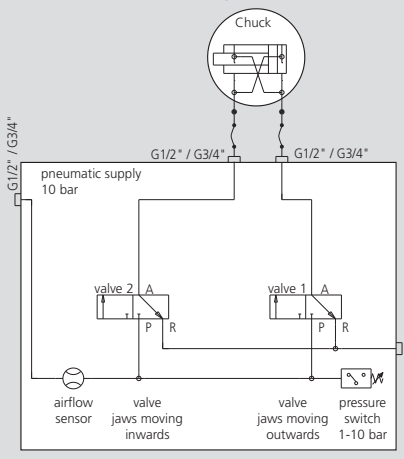 Chuck
G1/2" / G3/4"
G1/2" / G3/4"
G1/2" / G3/4"
pneumatic supply
10 bar
valve 2
A
valve 1
A
P
R
P
R
airflow
sensor
valve
jaws moving
inwards
valve
jaws moving
outwards
pressure
switch
1-10 bar